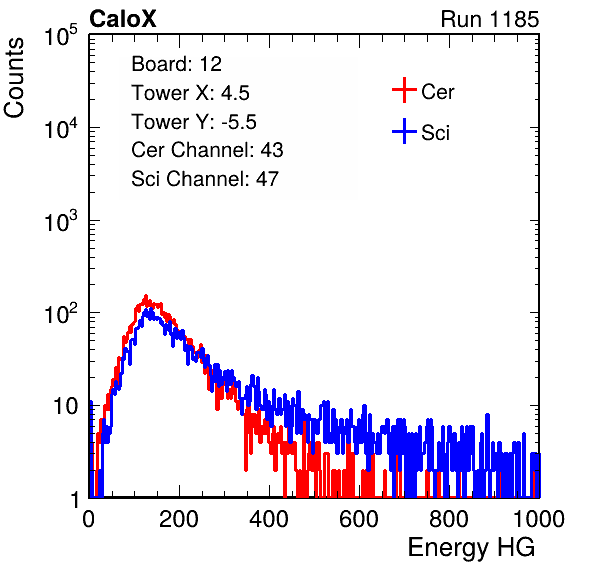 CaloX Run 1185
Counts
10^5
10^4
10^3
10^2
10
1
Board: 12
Tower X: 4.5
Tower Y: -5.5
Cer Channel: 43
Sci Channel: 47
Cer
Sci
0 200 400 600 800 1000
Energy HG